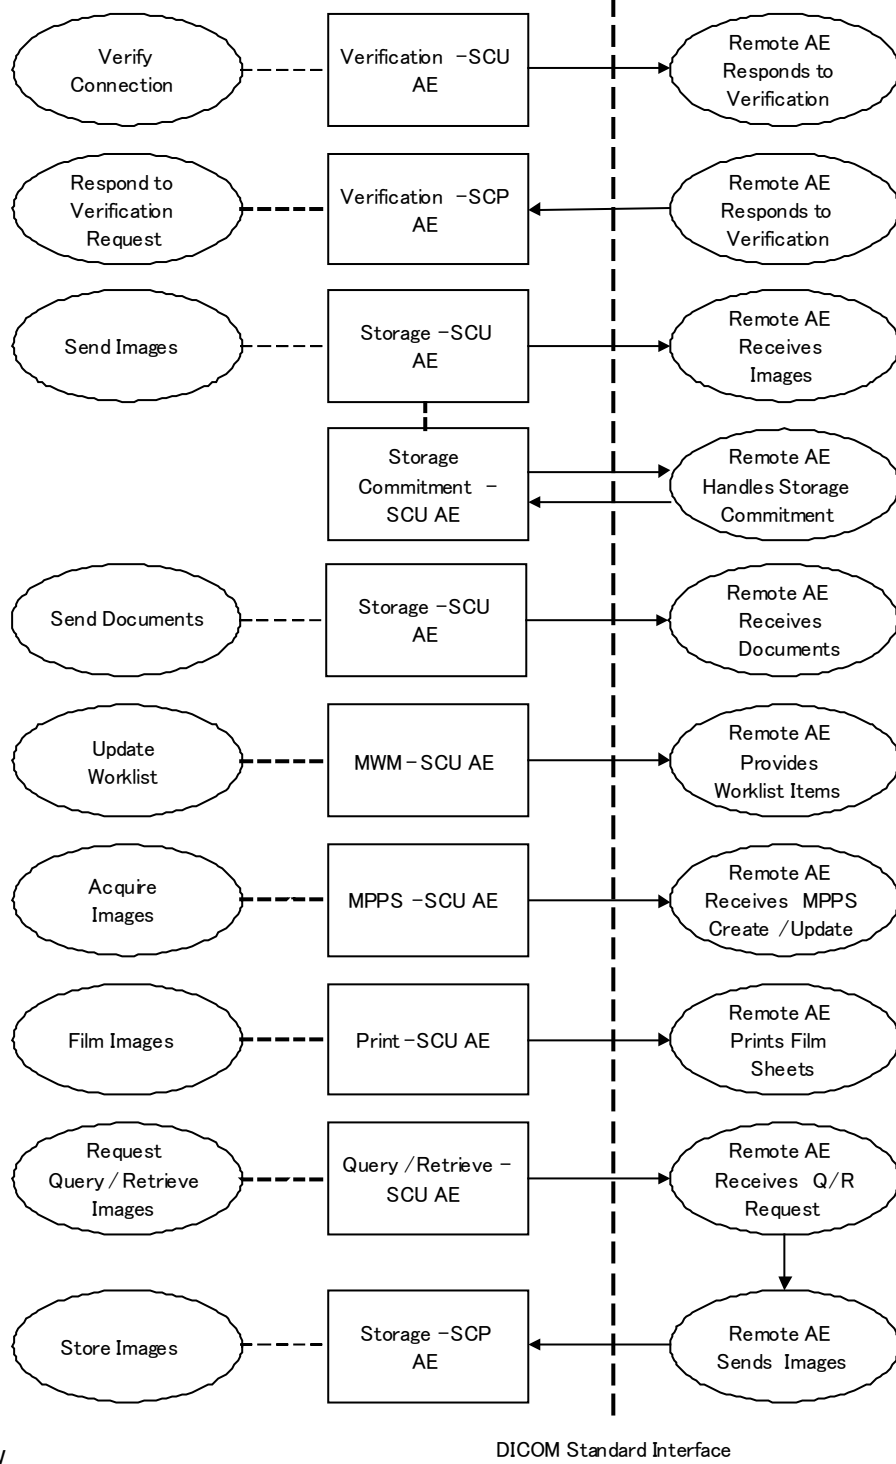 Verify
Connection
Verification -SCU
AE
Remote AE
Responds to
Verification
Respond to
Verification
Request
Verification -SCP
AE
Remote AE
Responds to
Verification
Send Images
Storage -SCU
AE
Remote AE
Receives
Images
Storage
Commitment -
SCU AE
Remote AE
Handles Storage
Commitment
Send Documents
Storage -SCU
AE
Remote AE
Receives
Documents
Update
Worklist
MWM-SCU AE
Remote AE
Provides
Worklist Items
Acquire
Images
MPPS -SCU AE
Remote AE
Receives MPPS
Create /Update
Film Images
Print-SCU AE
Remote AE
Prints Film
Sheets
Request
Query / Retrieve
Images
Query /Retrieve -
SCU AE
Remote AE
Receives Q/R
Request
Store Images
Storage -SCP
AE
Remote AE
Sends Images
DICOM Standard Interface